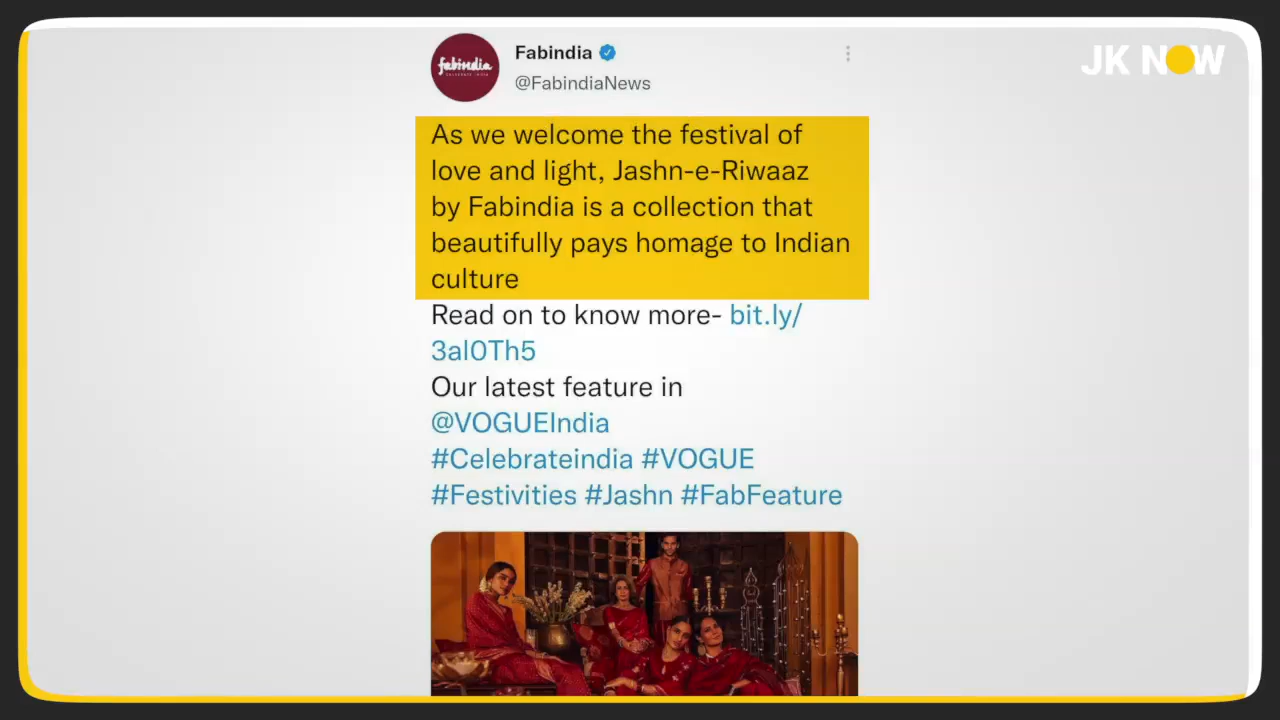 fabindia
Fabindia
@FabindiaNews
JK NOW
As we welcome the festival of
love and light, Jashn-e-Riwaaz
by Fabindia is a collection that
beautifully pays homage to Indian
culture
Read on to know more- bit.ly/
3al0Th5
Our latest feature in
@VOGUEIndia
#Celebrateindia #VOGUE
#Festivities #Jashn #FabFeature